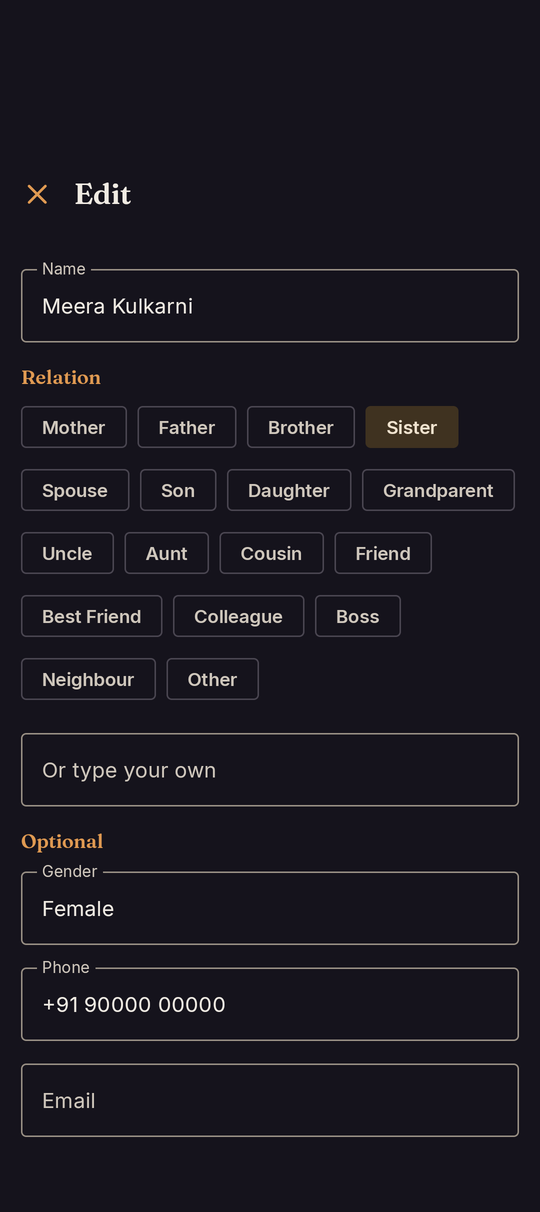 Edit
Name
Meera Kulkarni
Relation
Mother Father Brother Sister
Spouse Son Daughter Grandparent
Uncle Aunt Cousin Friend
Best Friend Colleague Boss
Neighbour Other
Or type your own
Optional
Gender
Female
Phone
+91 90000 00000
Email